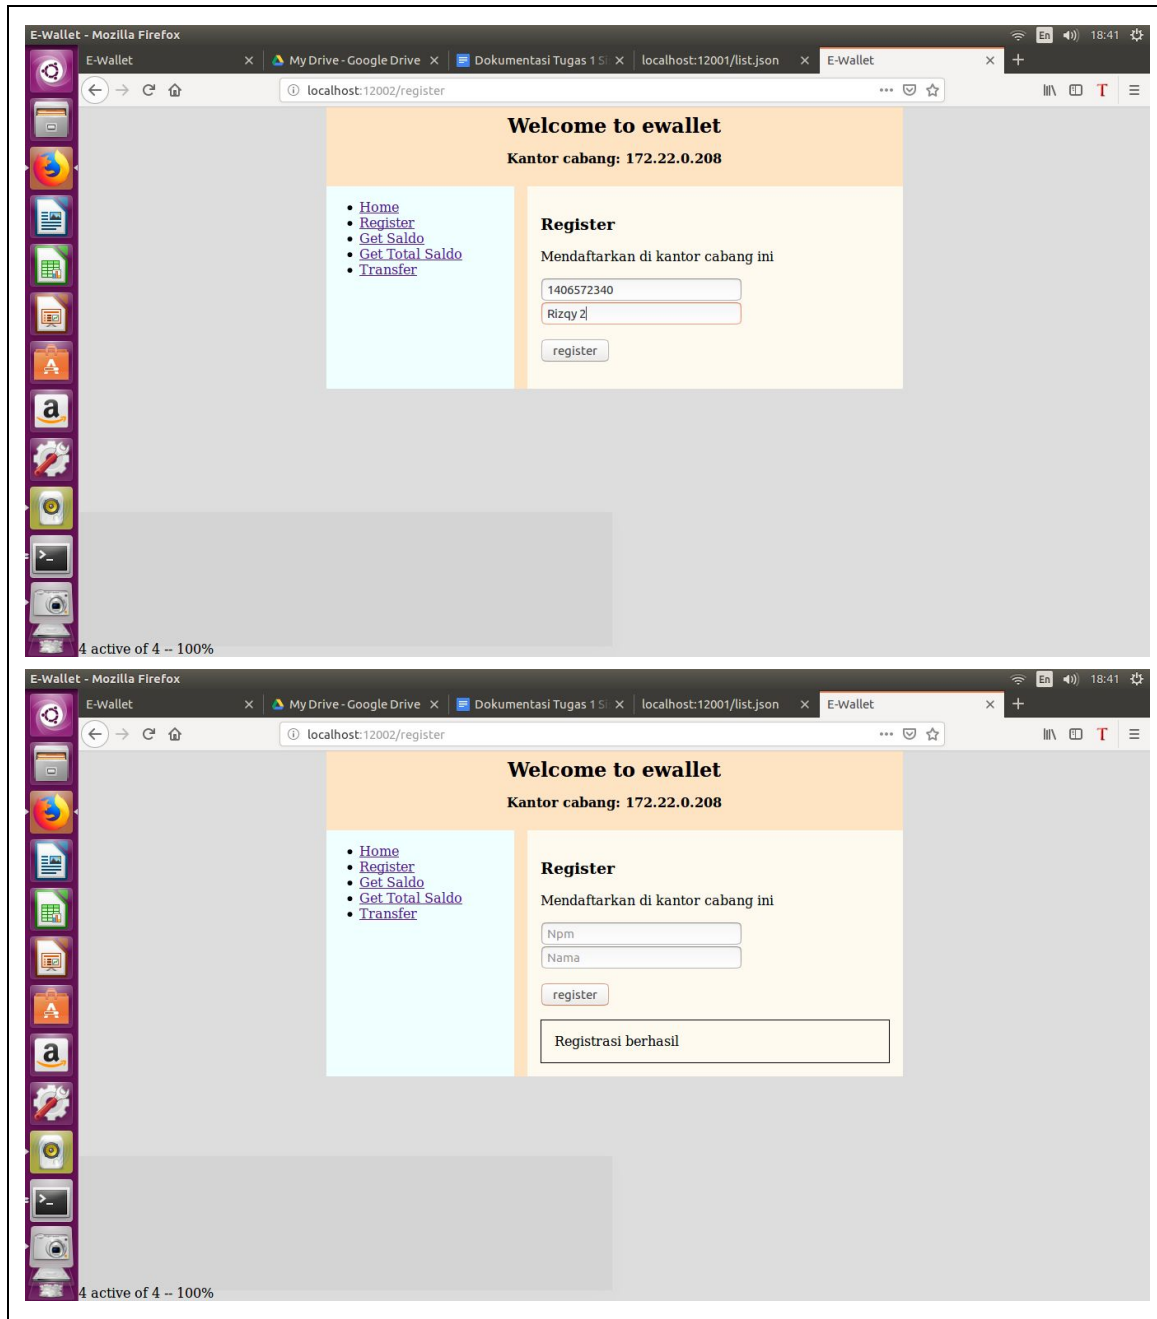 E-Wallet - Mozilla Firefox
En 18:41
E-Wallet
My Drive - Google Drive
Dokumentasi Tugas 1 Si
localhost:12001/list.json
E-Wallet
localhost:12002/register
T
Welcome to ewallet
Kantor cabang: 172.22.0.208
Home
Register
Get Saldo
Get Total Saldo
Transfer
Register
Mendaftarkan di kantor cabang ini
1406572340
Rizqy 2
register
4 active of 4 -- 100%
E-Wallet - Mozilla Firefox
En 18:41
E-Wallet
My Drive - Google Drive
Dokumentasi Tugas 1 Si
localhost:12001/list.json
E-Wallet
localhost:12002/register
T
Welcome to ewallet
Kantor cabang: 172.22.0.208
Home
Register
Get Saldo
Get Total Saldo
Transfer
Register
Mendaftarkan di kantor cabang ini
Npm
Nama
register
Registrasi berhasil
4 active of 4 -- 100%